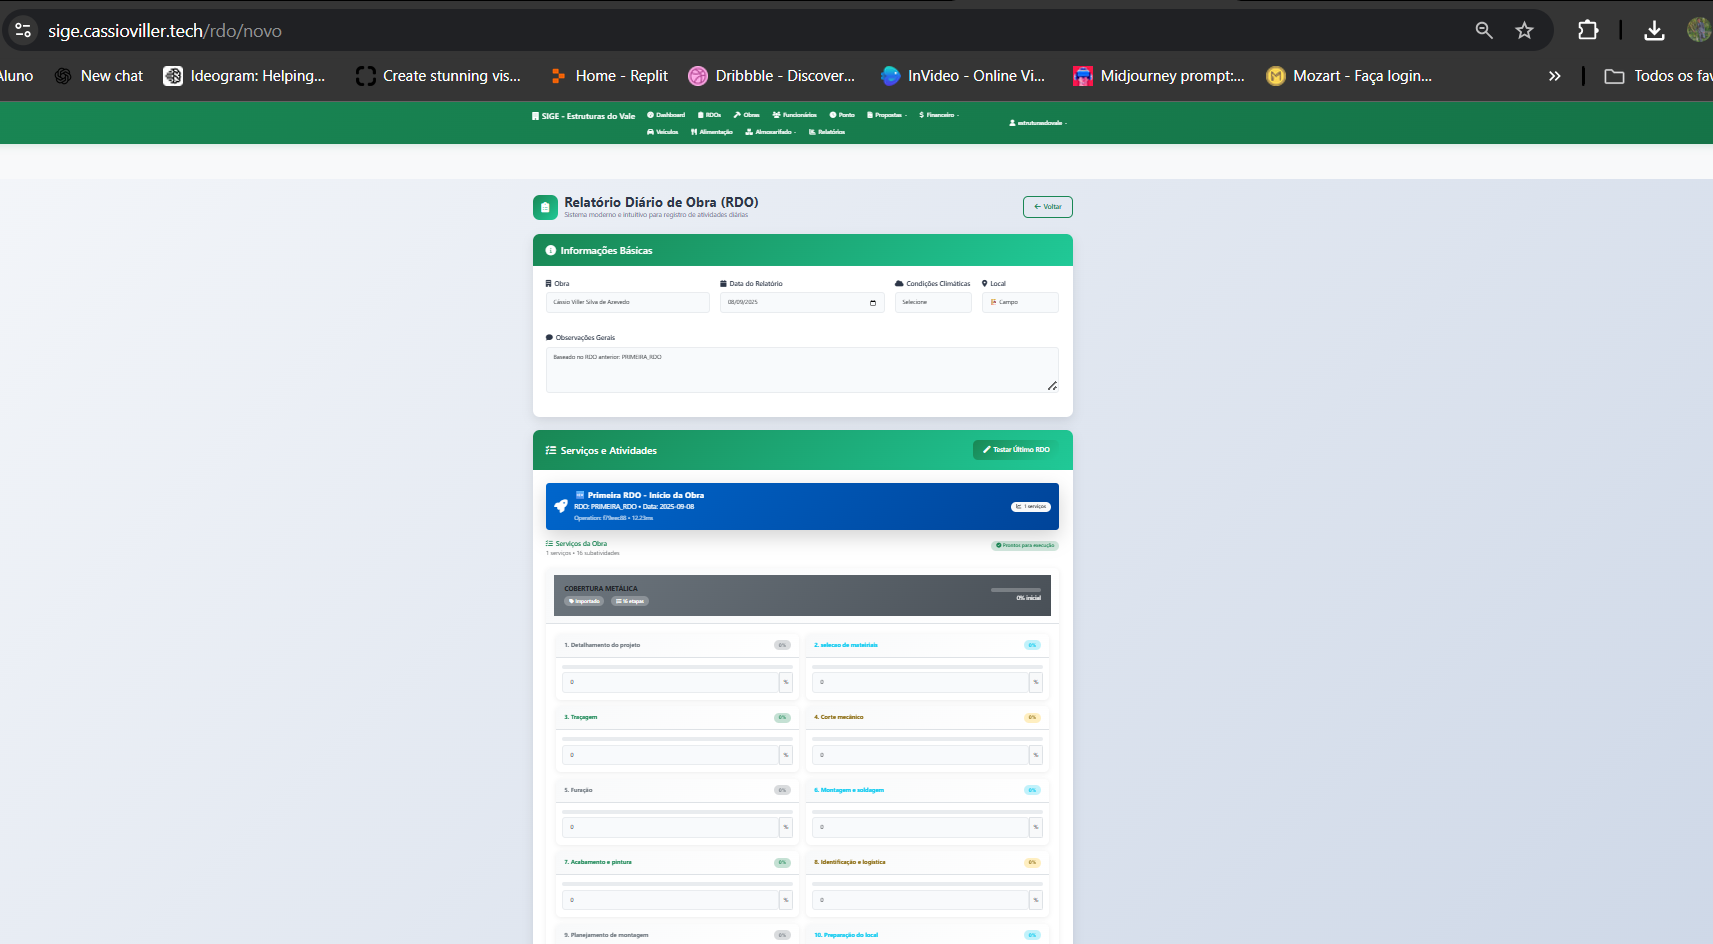 sige.cassioviller.tech/rdo/novo
Aluno New chat Ideogram: Helping... Create stunning vis... Home - Replit Dribbble - Discover... InVideo - Online Vi... Midjourney prompt:... Mozart - Faça login... » Todos os fav
SIGE - Estruturas do Vale Dashboard RDOs Obras Funcionários Ponto Propostas Financeiro estruturasdovale
Veículos Alimentação Almoxarifado Relatórios
Relatório Diário de Obra (RDO)
Sistema moderno e intuitivo para registro de atividades diárias
← Voltar
Informações Básicas
Obra Data do Relatório Condições Climáticas Local
Cássio Viller Silva de Azevedo 08/09/2025 Selecione Campo
Observações Gerais
Baseado no RDO anterior: PRIMEIRA_RDO
Serviços e Atividades Testar Último RDO
Primeira RDO - Início da Obra
RDO: PRIMEIRA_RDO • Data: 2025-09-08 1 serviços
Operation: f79eec88 • 12.23ms
Serviços da Obra Prontos para execução
1 serviços • 16 subatividades
COBERTURA METÁLICA
Importado 16 etapas 0% inicial
1. Detalhamento do projeto 0% 2. selecao de mateiriais 0%
0 % 0 %
3. Traçagem 0% 4. Corte mecânico 0%
0 % 0 %
5. Furação 0% 6. Montagem e soldagem 0%
0 % 0 %
7. Acabamento e pintura 0% 8. Identificação e logística 0%
0 % 0 %
9. Planejamento de montagem 0% 10. Preparação do local 0%